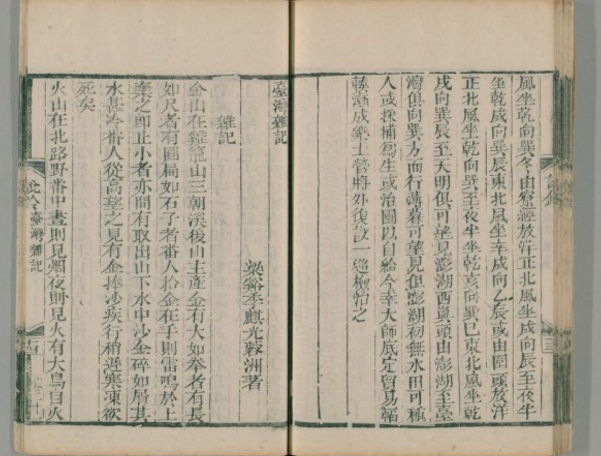 風坐乾向巽冬由寮經放洋正北風坐戌向辰至夜半
坐乾戌向巽辰東北風坐辛戌向乙辰或由圍頭放洋
正北風坐乾向巽至夜半坐乾亥向巽巳東北風坐乾
戌向巽辰至天明俱可望見澎湖西嶼頭由澎湖至臺
灣俱向巽方而行薄暮可望見但澎湖初無水田可種
人或採捕爲生或治圃以自給今幸大師底定貿易輻
輳漸成樂土營將外復設一巡檢治之
臺灣雜記
梁谿季麒光蓉洲著
雜記
金山在雞籠山三朝溪後山主產金有大如拳者有長
如尺者有圓扁如石子者番人拾金在手則雷鳴於上
棄之即止小者亦間有取出山下水中沙金碎如屑其
水甚冷番人從高望之見有金捧沙疾行稍遲寒凍欲
死矣
火山在北路野番中晝則見烟夜則見火有大鳥自火
臺灣雜記